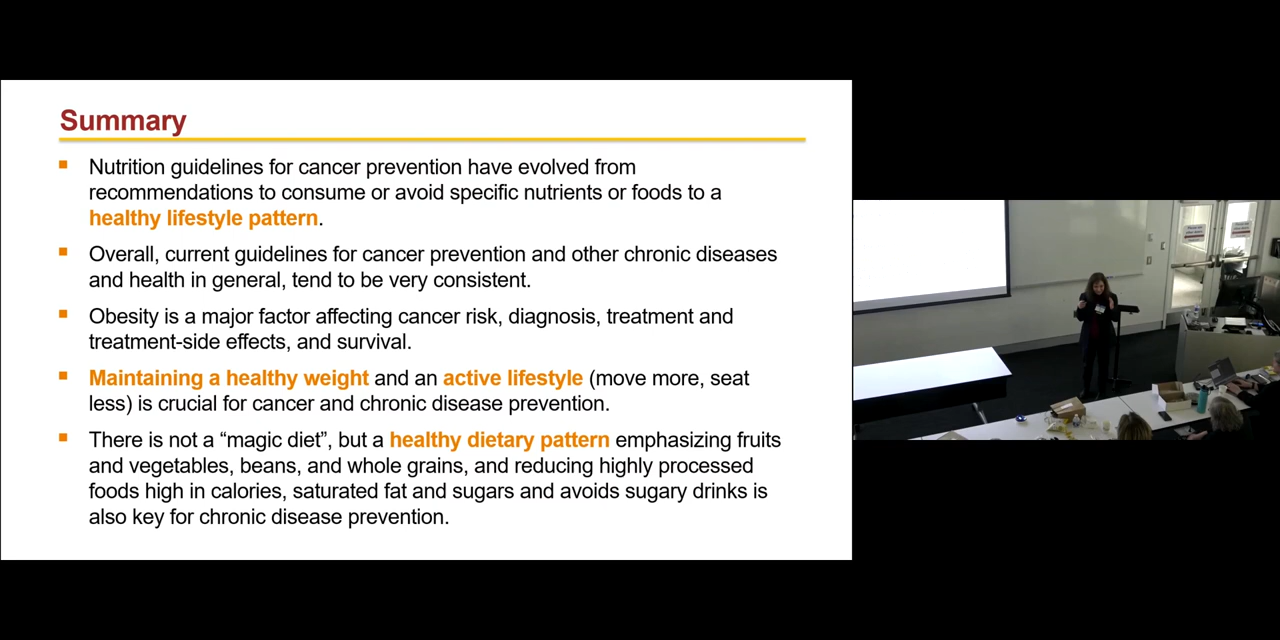 Summary
Nutrition guidelines for cancer prevention have evolved from
recommendations to consume or avoid specific nutrients or foods to a
healthy lifestyle pattern.
Overall, current guidelines for cancer prevention and other chronic diseases
and health in general, tend to be very consistent.
Obesity is a major factor affecting cancer risk, diagnosis, treatment and
treatment-side effects, and survival.
Maintaining a healthy weight and an active lifestyle (move more, seat
less) is crucial for cancer and chronic disease prevention.
There is not a “magic diet”, but a healthy dietary pattern emphasizing fruits
and vegetables, beans, and whole grains, and reducing highly processed
foods high in calories, saturated fat and sugars and avoids sugary drinks is
also key for chronic disease prevention.